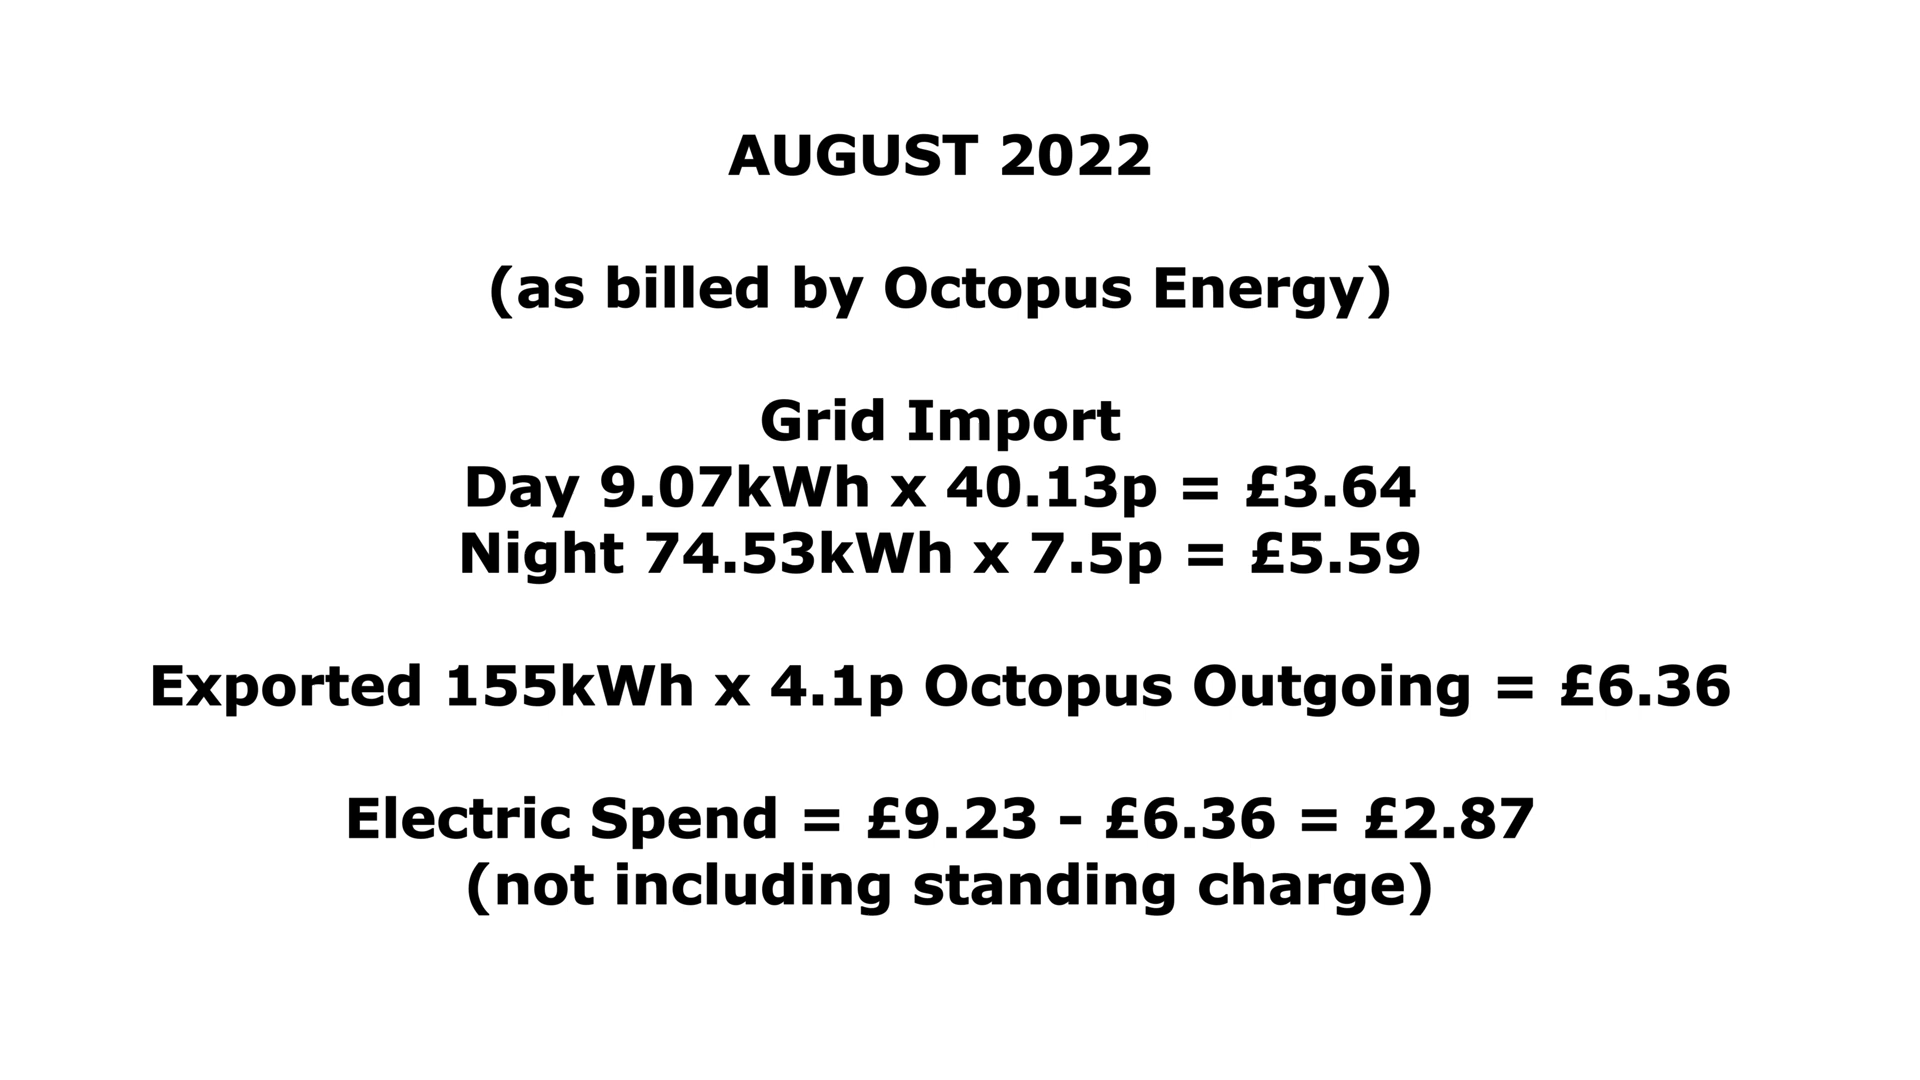 AUGUST 2022
(as billed by Octopus Energy)
Grid Import
Day 9.07kWh x 40.13p = £3.64
Night 74.53kWh x 7.5p = £5.59
Exported 155kWh x 4.1p Octopus Outgoing = £6.36
Electric Spend = £9.23 - £6.36 = £2.87
(not including standing charge)